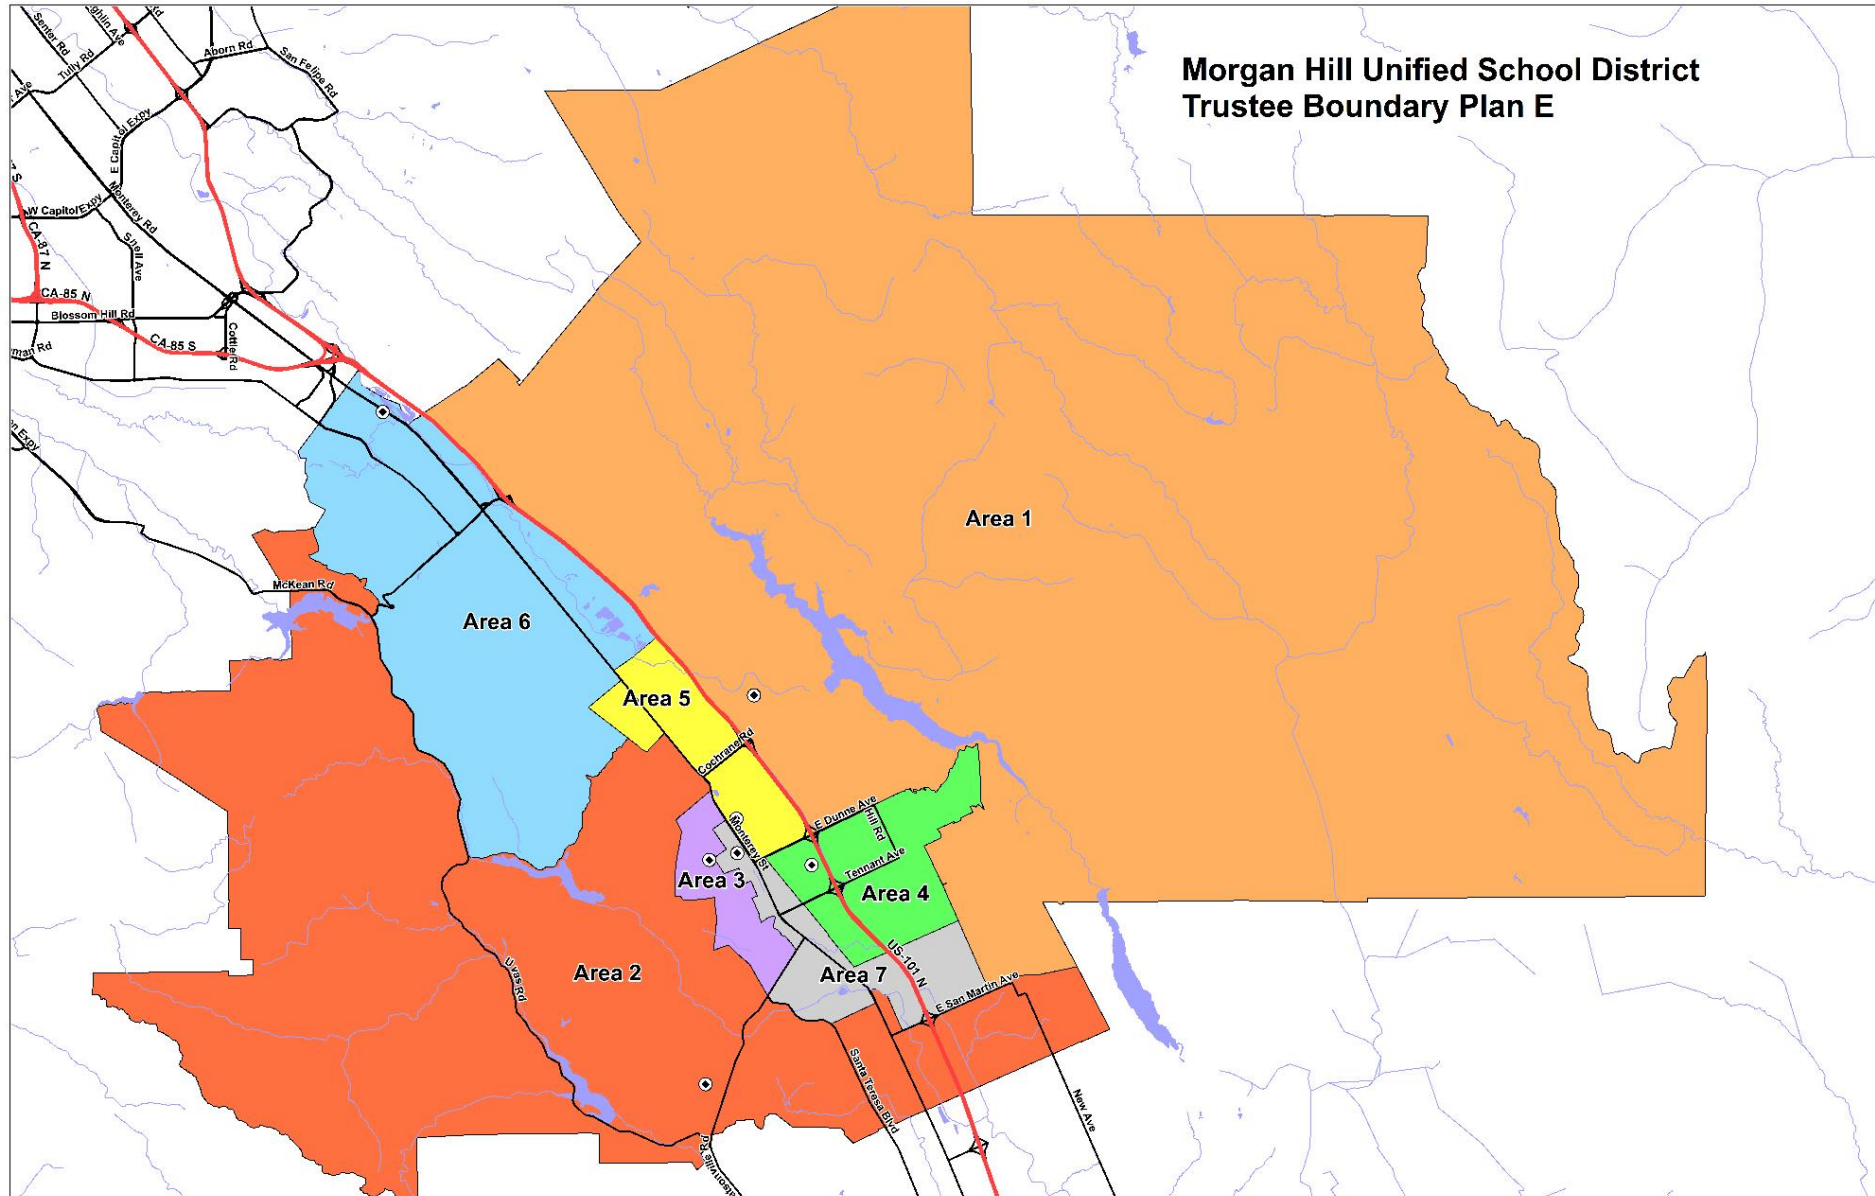 Morgan Hill Unified School District
Trustee Boundary Plan E
Senter Rd
Tully Rd
Aborn Rd
San Felipe Rd
E Capitol Expy
Monterey Rd
W Capitol Expy
CA-87 N
Snell Ave
CA-85 N
Blossom Hill Rd
CA-85 S
Cottle Rd
McKean Rd
Area 1
Area 6
Area 5
Cochrane Rd
E Dunne Ave
Hill Rd
Monterey St
Tennant Ave
Area 3
Area 4
US-101 N
Area 2
Area 7
Uvas Rd
E San Martin Ave
Santa Teresa Blvd
New Ave